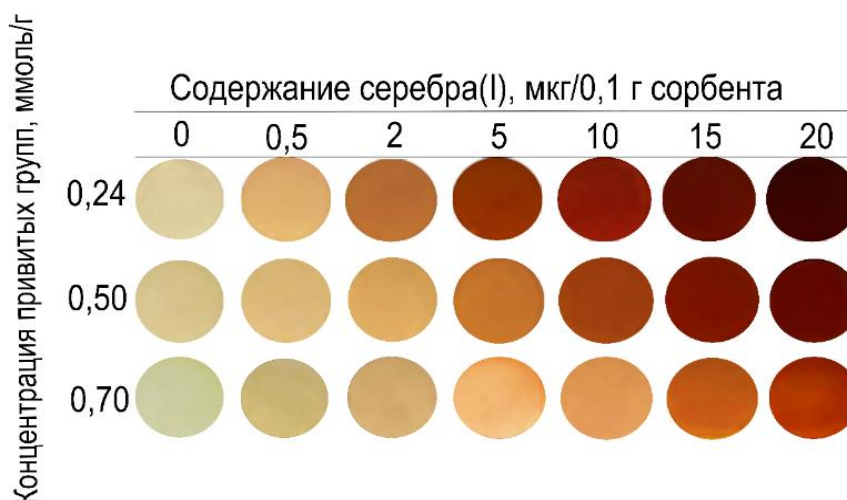 Концентрация привитых групп, ммоль/г
Содержание серебра(I), мкг/0,1 г сорбента
0 0,5 2 5 10 15 20
0,24
0,50
0,70